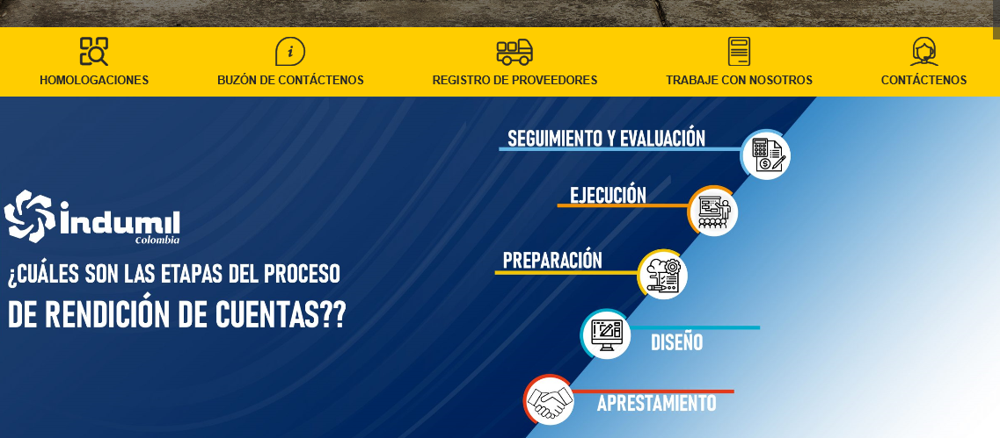 HOMOLOGACIONES
BUZÓN DE CONTÁCTENOS
REGISTRO DE PROVEEDORES
TRABAJE CON NOSOTROS
CONTÁCTENOS
indumil
Colombia
¿CUÁLES SON LAS ETAPAS DEL PROCESO
DE RENDICIÓN DE CUENTAS??
SEGUIMIENTO Y EVALUACIÓN
EJECUCIÓN
PREPARACIÓN
DISEÑO
APRESTAMIENTO